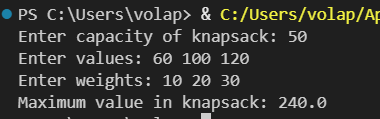 PS C:\Users\volap> & C:/Users/volap/Ap
Enter capacity of knapsack: 50
Enter values: 60 100 120
Enter weights: 10 20 30
Maximum value in knapsack: 240.0